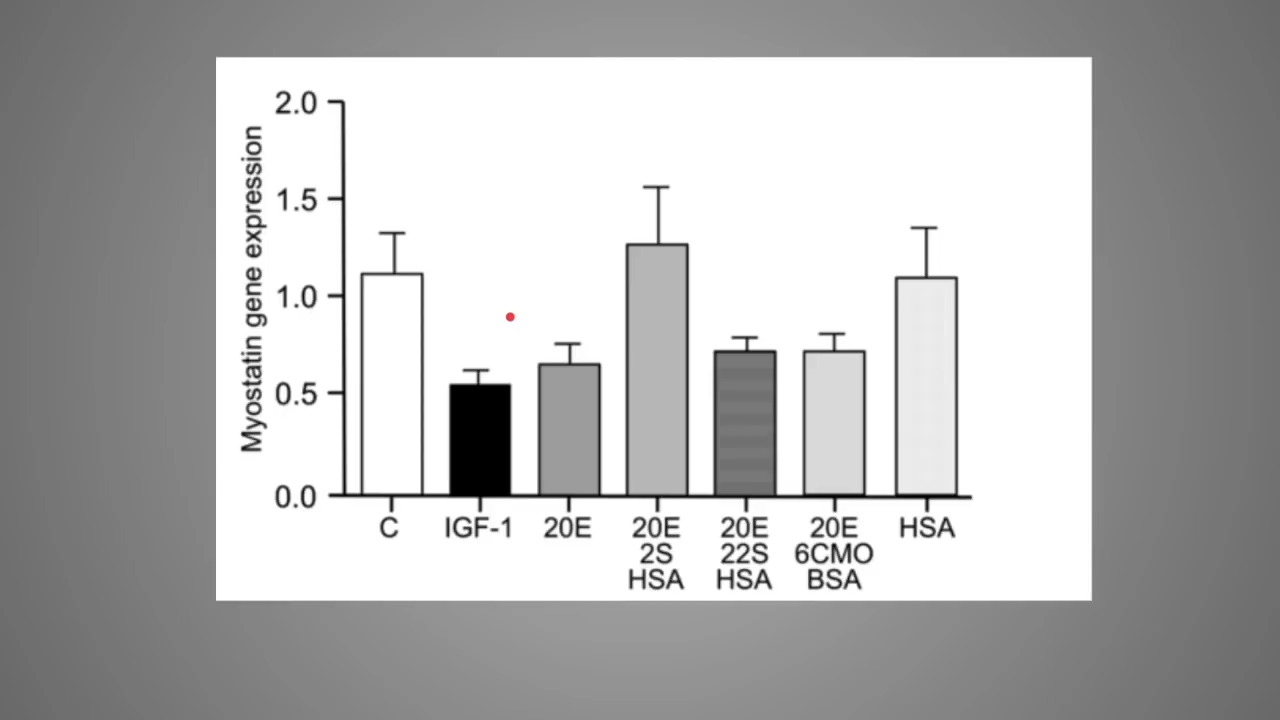 Myostatin gene expression
2.0
1.5
1.0
0.5
0.0
C
IGF-1
20E
20E
2S
HSA
20E
22S
HSA
20E
6CMO
BSA
HSA